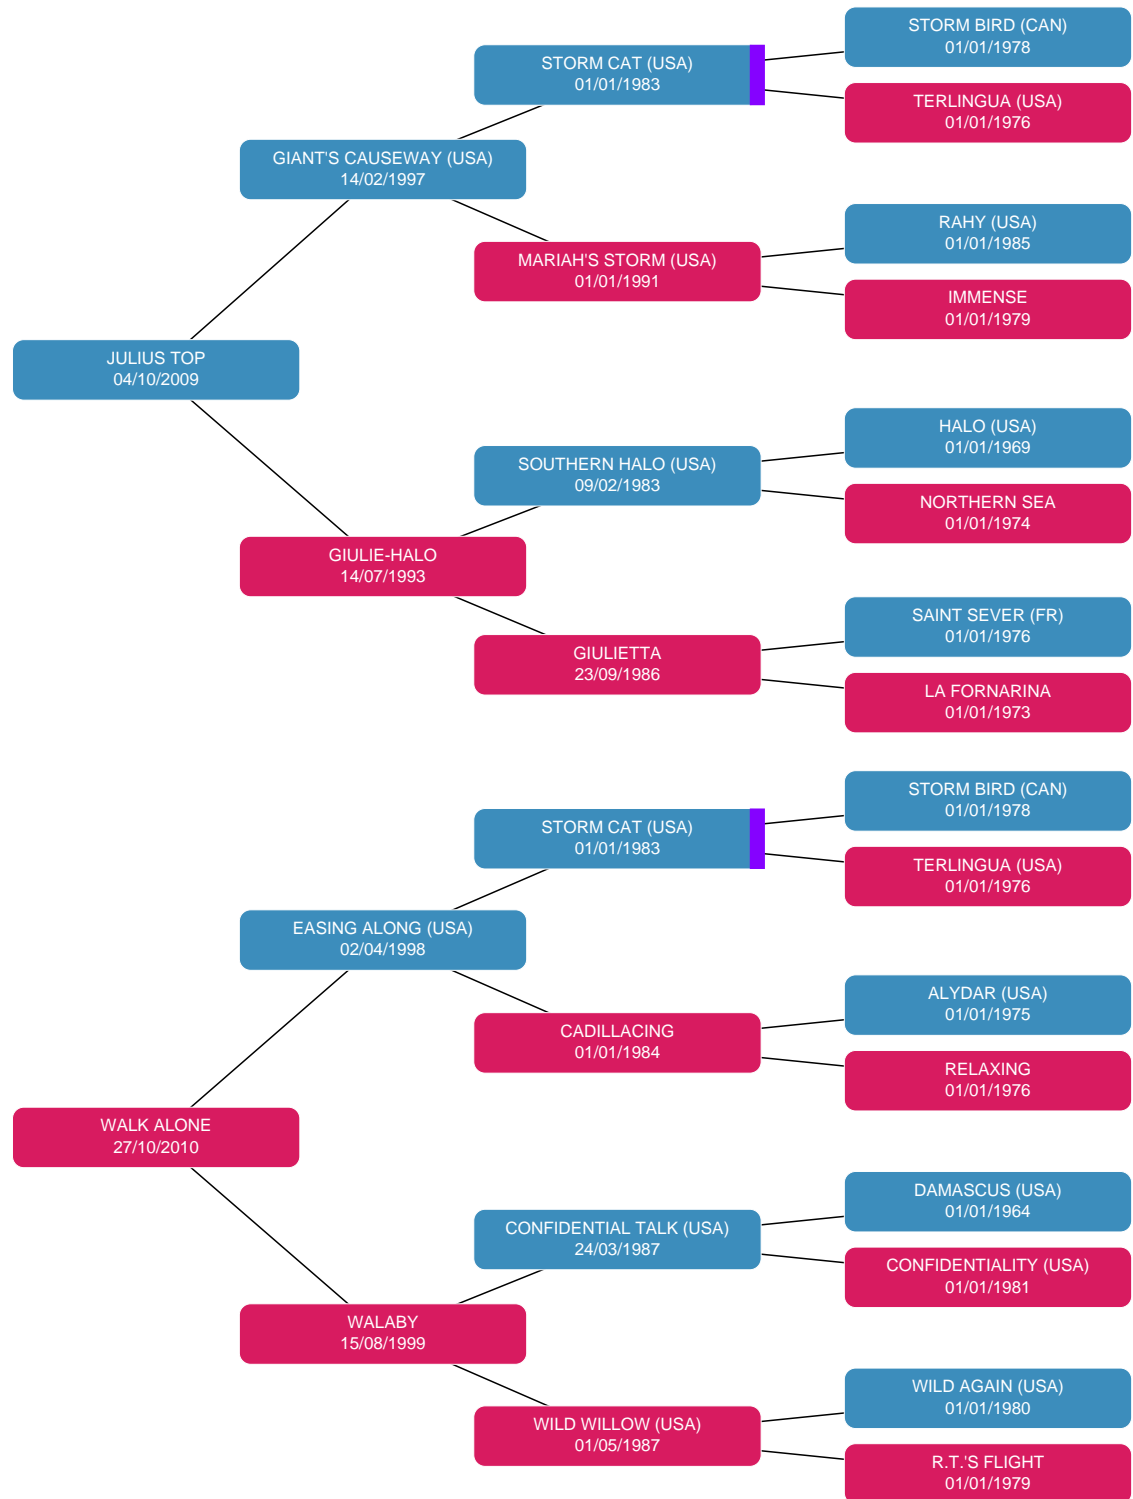 STORM BIRD (CAN)
01/01/1978
STORM CAT (USA)
01/01/1983
TERLINGUA (USA)
01/01/1976
GIANT'S CAUSEWAY (USA)
14/02/1997
RAHY (USA)
01/01/1985
MARIAH'S STORM (USA)
01/01/1991
IMMENSE
01/01/1979
JULIUS TOP
04/10/2009
HALO (USA)
01/01/1969
SOUTHERN HALO (USA)
09/02/1983
NORTHERN SEA
01/01/1974
GIULIE-HALO
14/07/1993
SAINT SEVER (FR)
01/01/1976
GIULIETTA
23/09/1986
LA FORNARINA
01/01/1973
STORM BIRD (CAN)
01/01/1978
STORM CAT (USA)
01/01/1983
TERLINGUA (USA)
01/01/1976
EASING ALONG (USA)
02/04/1998
ALYDAR (USA)
01/01/1975
CADILLACING
01/01/1984
RELAXING
01/01/1976
WALK ALONE
27/10/2010
DAMASCUS (USA)
01/01/1964
CONFIDENTIAL TALK (USA)
24/03/1987
CONFIDENTIALITY (USA)
01/01/1981
WALABY
15/08/1999
WILD AGAIN (USA)
01/01/1980
WILD WILLOW (USA)
01/05/1987
R.T.'S FLIGHT
01/01/1979